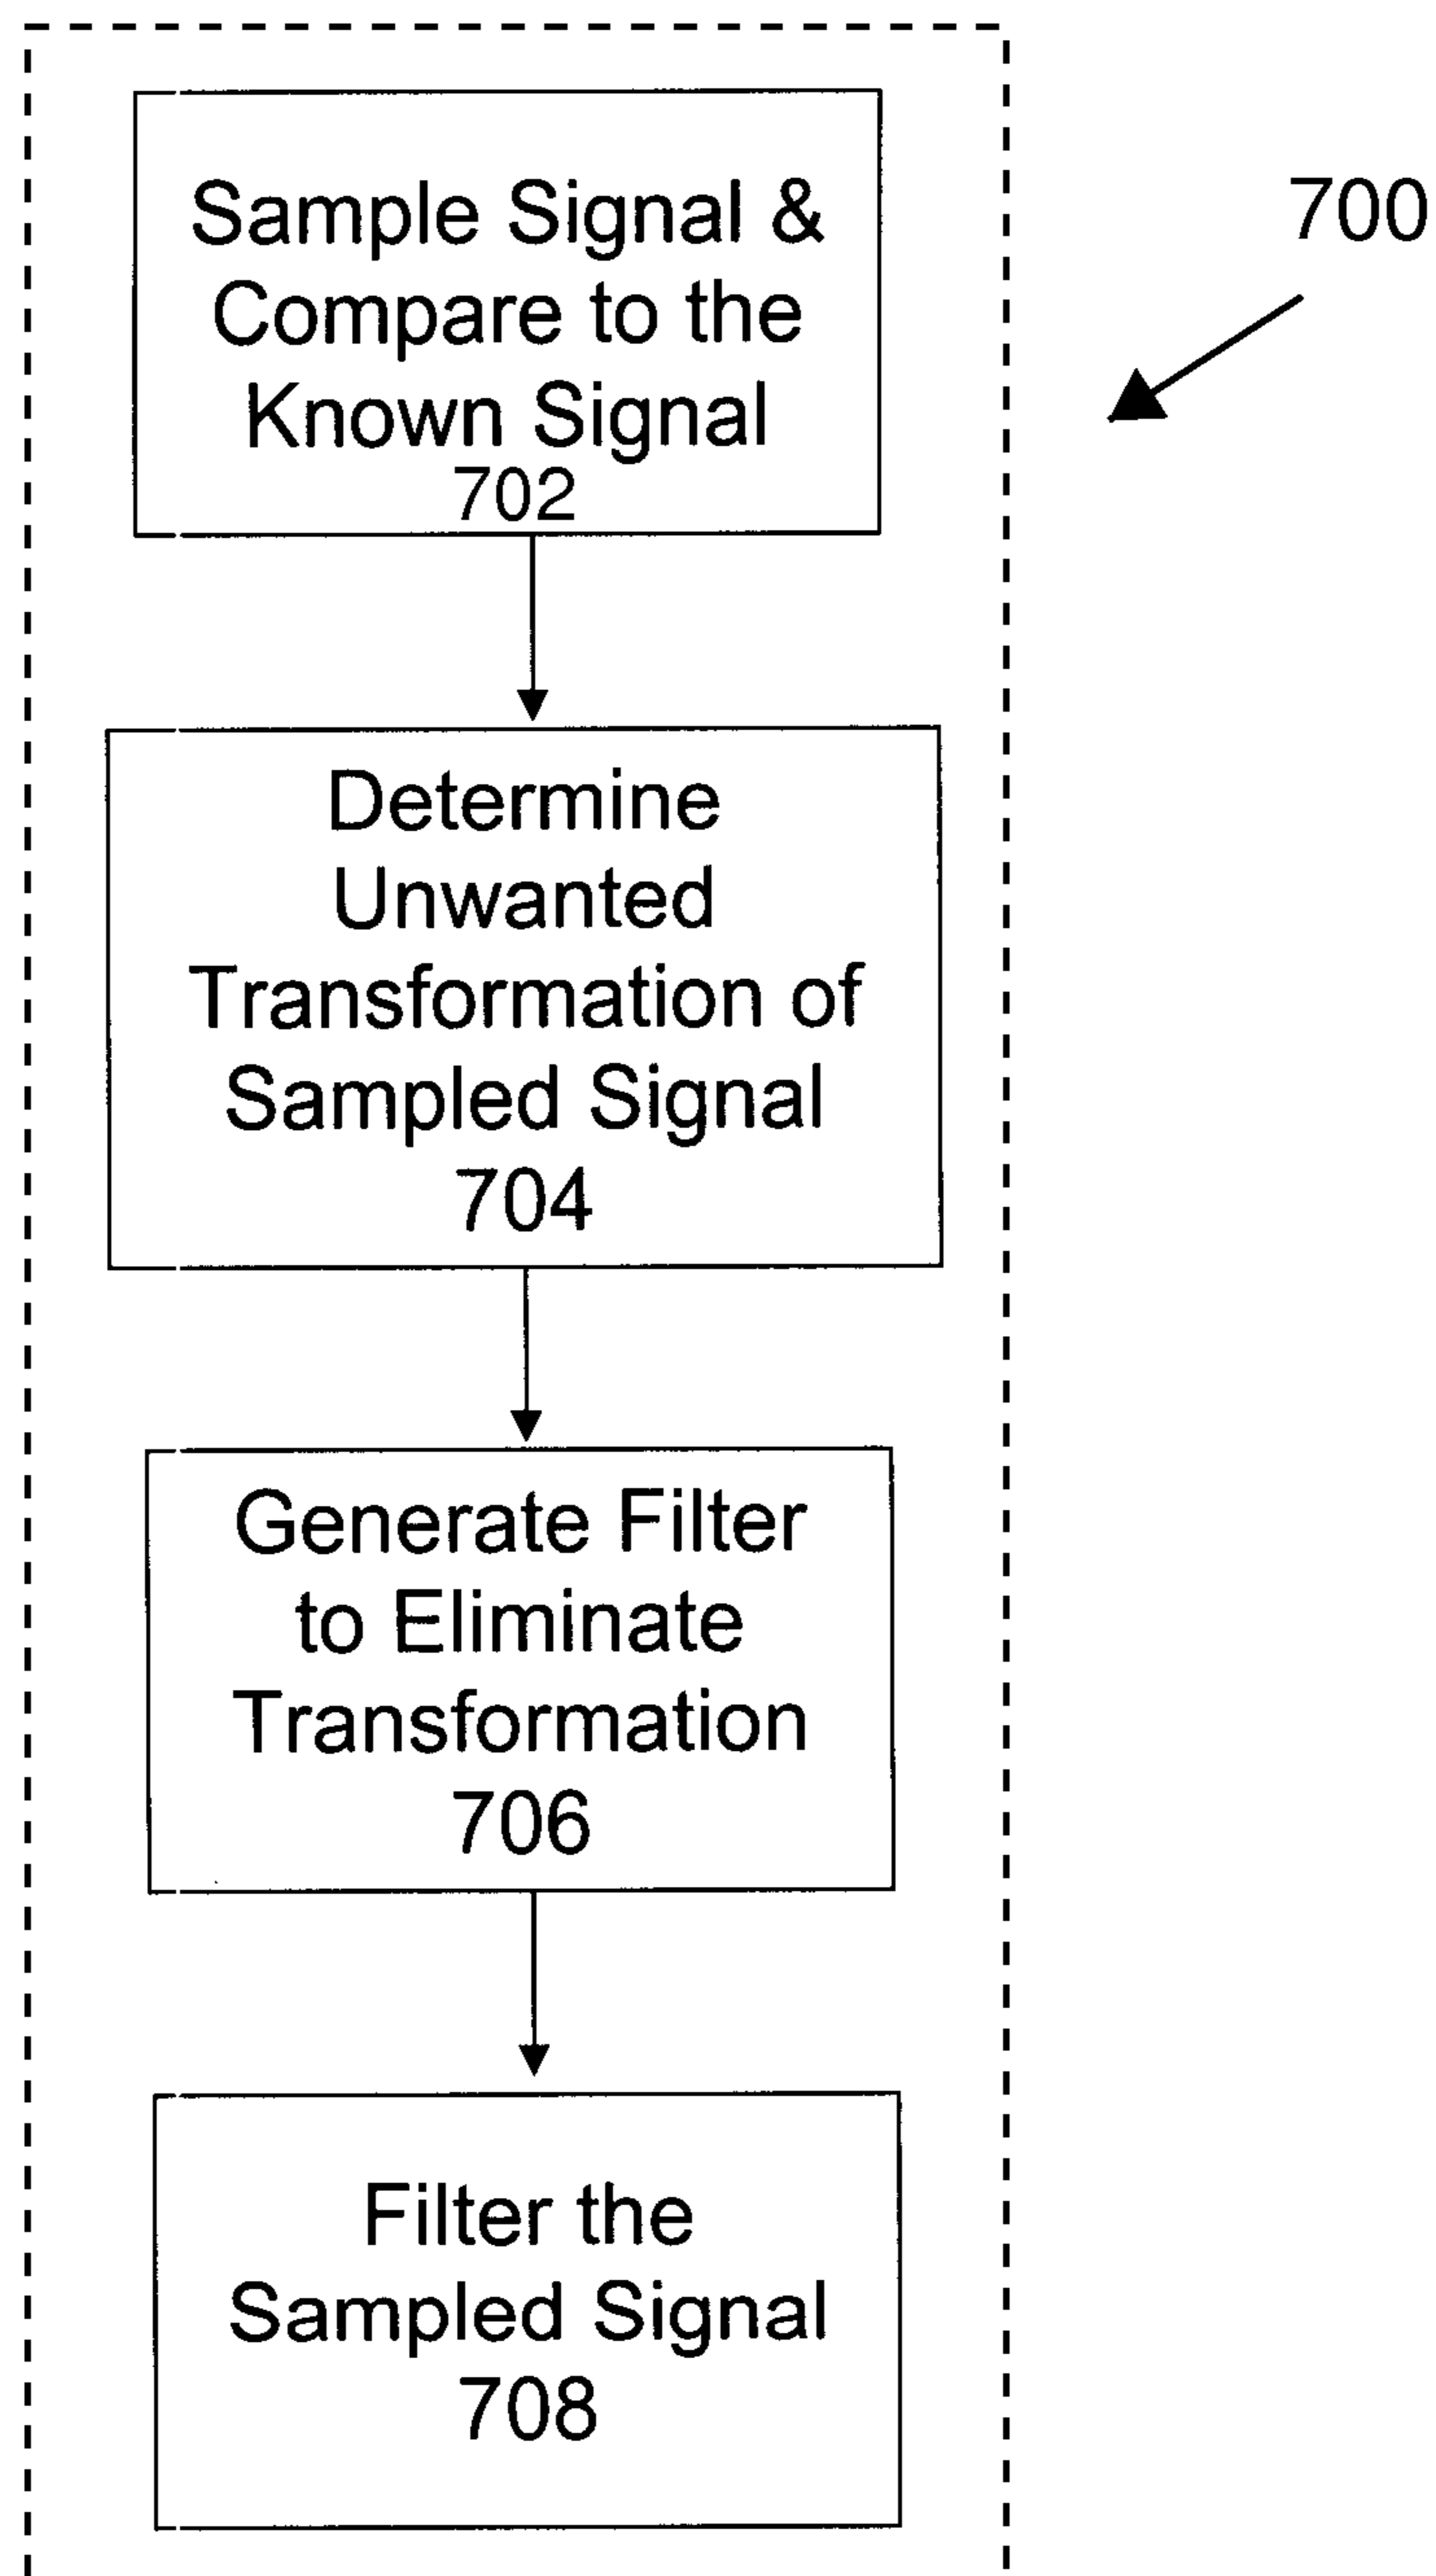 Sample Signal &
Compare to the
Known Signal
702
700
Determine
Unwanted
Transformation of
Sampled Signal
704
Generate Filter
to Eliminate
Transformation
706
Filter the
Sampled Signal
708